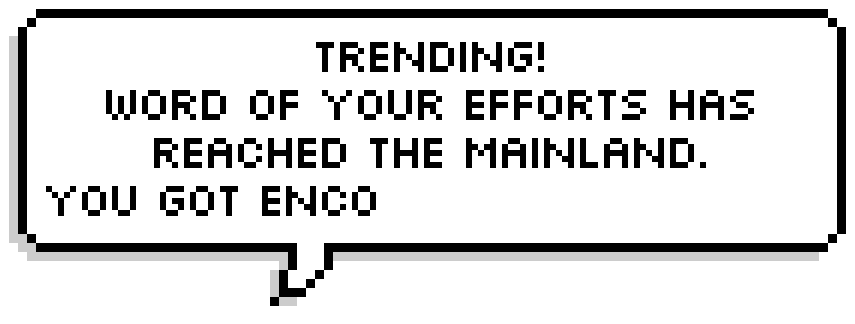 TRENDING!
WORD OF YOUR EFFORTS HAS
REACHED THE MAINLAND.
YOU GOT ENCO